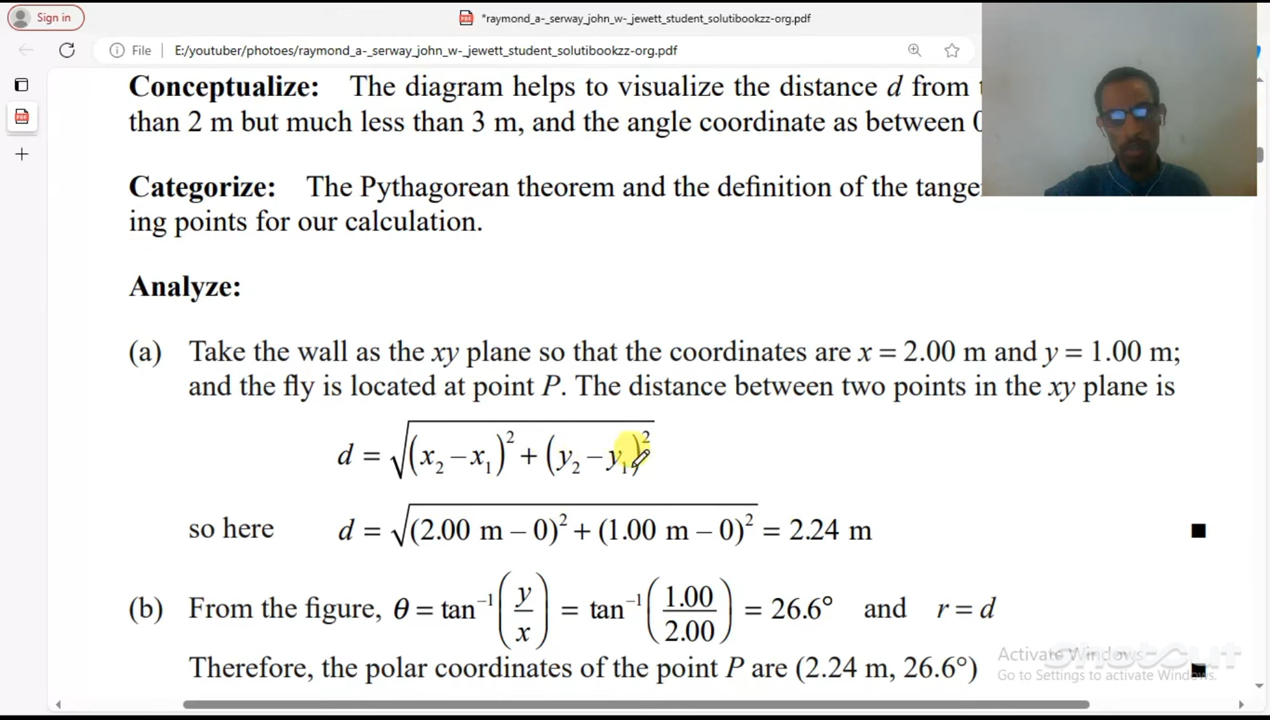 Sign in
*raymond_a-_serway_john_w-_jewett_student_solutibookzz-org.pdf
File E:/youtuber/photoes/raymond_a-_serway_john_w-_jewett_student_solutibookzz-org.pdf
Conceptualize: The diagram helps to visualize the distance d from
than 2 m but much less than 3 m, and the angle coordinate as between
Categorize: The Pythagorean theorem and the definition of the tange
ing points for our calculation.
Analyze:
(a) Take the wall as the xy plane so that the coordinates are x = 2.00 m and y = 1.00 m;
and the fly is located at point P. The distance between two points in the xy plane is
d = √((x₂ – x₁)² + (y₂ – y₁)²)
so here d = √((2.00 m – 0)² + (1.00 m – 0)²) = 2.24 m ■
(b) From the figure, θ = tan⁻¹(y/x) = tan⁻¹(1.00/2.00) = 26.6° and r = d
Therefore, the polar coordinates of the point P are (2.24 m, 26.6°) ■
Activate Windows
Go to Settings to activate Windows.
Shotcut